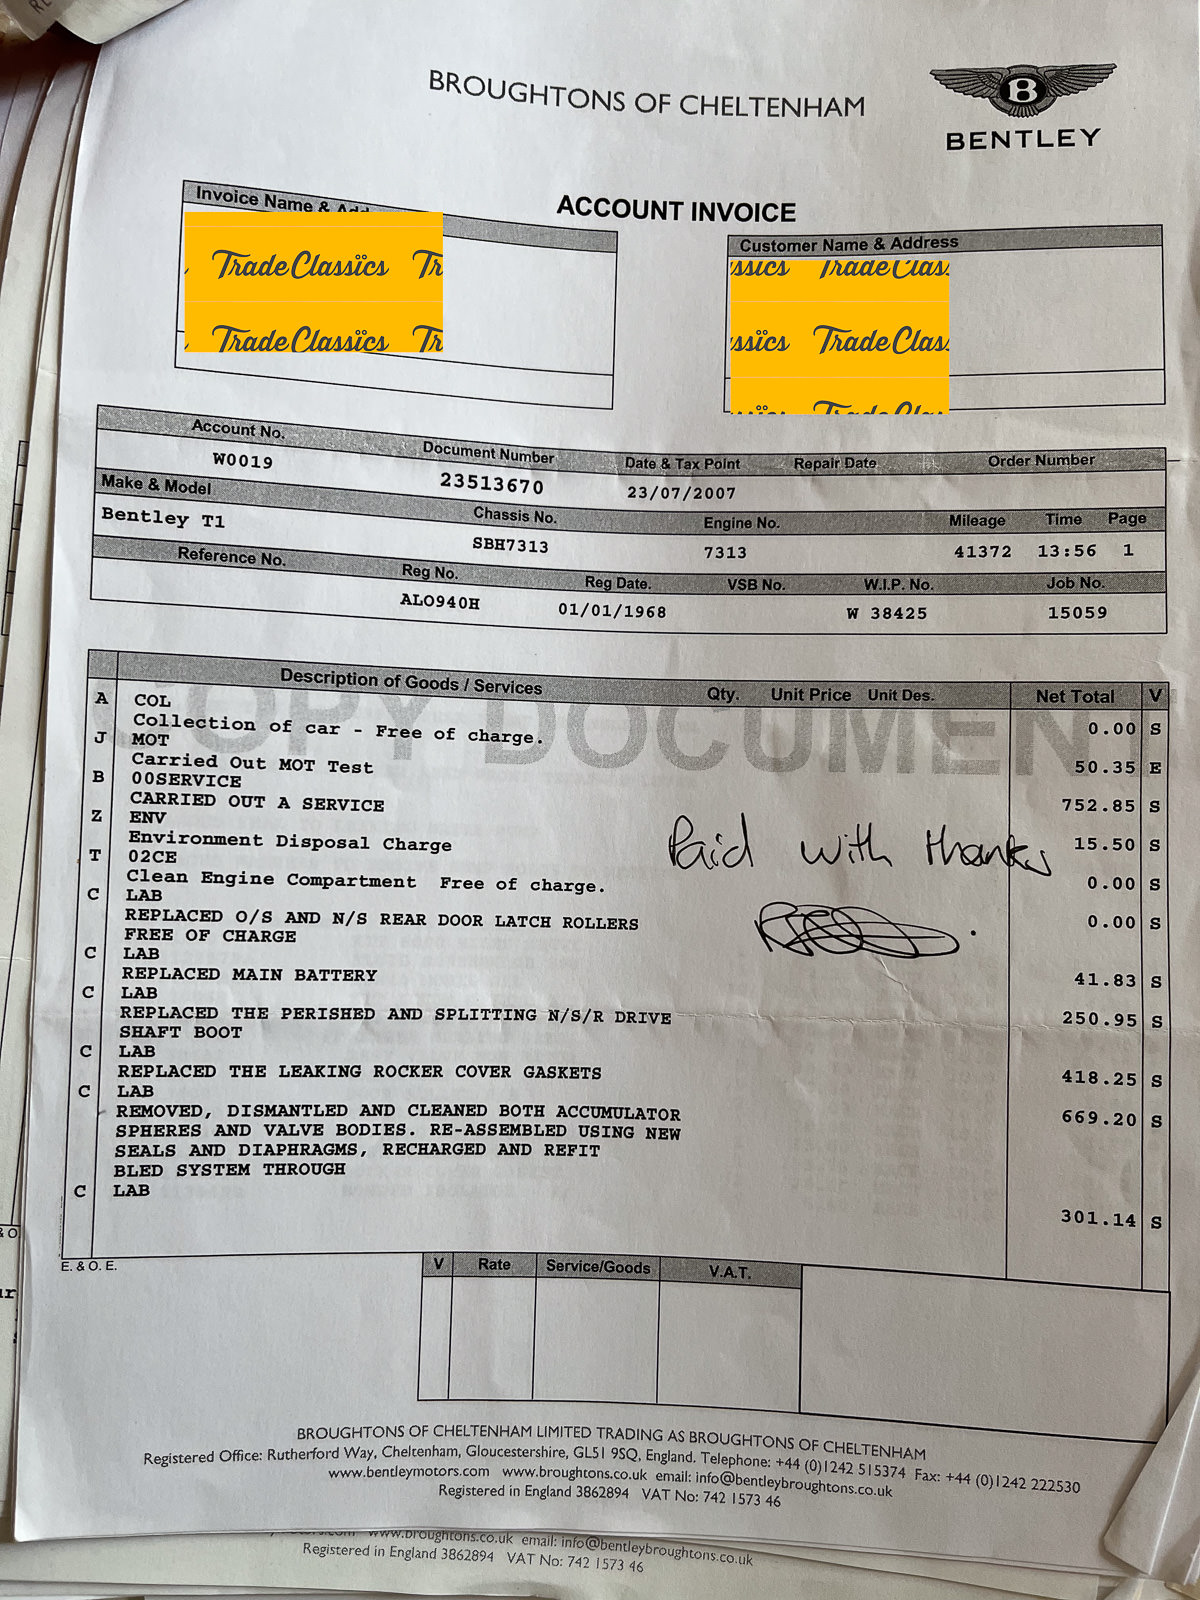 BROUGHTONS OF CHELTENHAM
B
BENTLEY
ACCOUNT INVOICE
Invoice Name &
Customer Name & Address
TradeClassics Tr
TradeClassics Tr
ssics TradeClas
ssics TradeClas
Account No. Document Number Date & Tax Point Repair Date Order Number
W0019 23513670 23/07/2007
Make & Model Chassis No. Engine No. Mileage Time Page
Bentley T1 SBH7313 7313 41372 13:56 1
Reference No. Reg No. Reg Date. VSB No. W.I.P. No. Job No.
ALO940H 01/01/1968 W 38425 15059
COPY DOCUMENT
Description of Goods / Services Qty. Unit Price Unit Des. Net Total V
A COL
Collection of car - Free of charge. 0.00 S
J MOT
Carried Out MOT Test 50.35 E
B 00SERVICE
CARRIED OUT A SERVICE 752.85 S
Z ENV
Environment Disposal Charge 15.50 S
T 02CE
Clean Engine Compartment Free of charge. 0.00 S
Paid with thanks
C LAB
REPLACED O/S AND N/S REAR DOOR LATCH ROLLERS 0.00 S
FREE OF CHARGE
C LAB
REPLACED MAIN BATTERY 41.83 S
C LAB
REPLACED THE PERISHED AND SPLITTING N/S/R DRIVE 250.95 S
SHAFT BOOT
C LAB
REPLACED THE LEAKING ROCKER COVER GASKETS 418.25 S
C LAB
REMOVED, DISMANTLED AND CLEANED BOTH ACCUMULATOR 669.20 S
SPHERES AND VALVE BODIES. RE-ASSEMBLED USING NEW
SEALS AND DIAPHRAGMS, RECHARGED AND REFIT
BLED SYSTEM THROUGH
C LAB
301.14 S
E. & O. E.
V Rate Service/Goods V.A.T.
BROUGHTONS OF CHELTENHAM LIMITED TRADING AS BROUGHTONS OF CHELTENHAM
Registered Office: Rutherford Way, Cheltenham, Gloucestershire, GL51 9SQ, England. Telephone: +44 (0)1242 515374 Fax: +44 (0)1242 222530
www.bentleymotors.com www.broughtons.co.uk email: info@bentleybroughtons.co.uk
Registered in England 3862894 VAT No: 742 1573 46
www.broughtons.co.uk email: info@bentleybroughtons.co.uk
Registered in England 3862894 VAT No: 742 1573 46